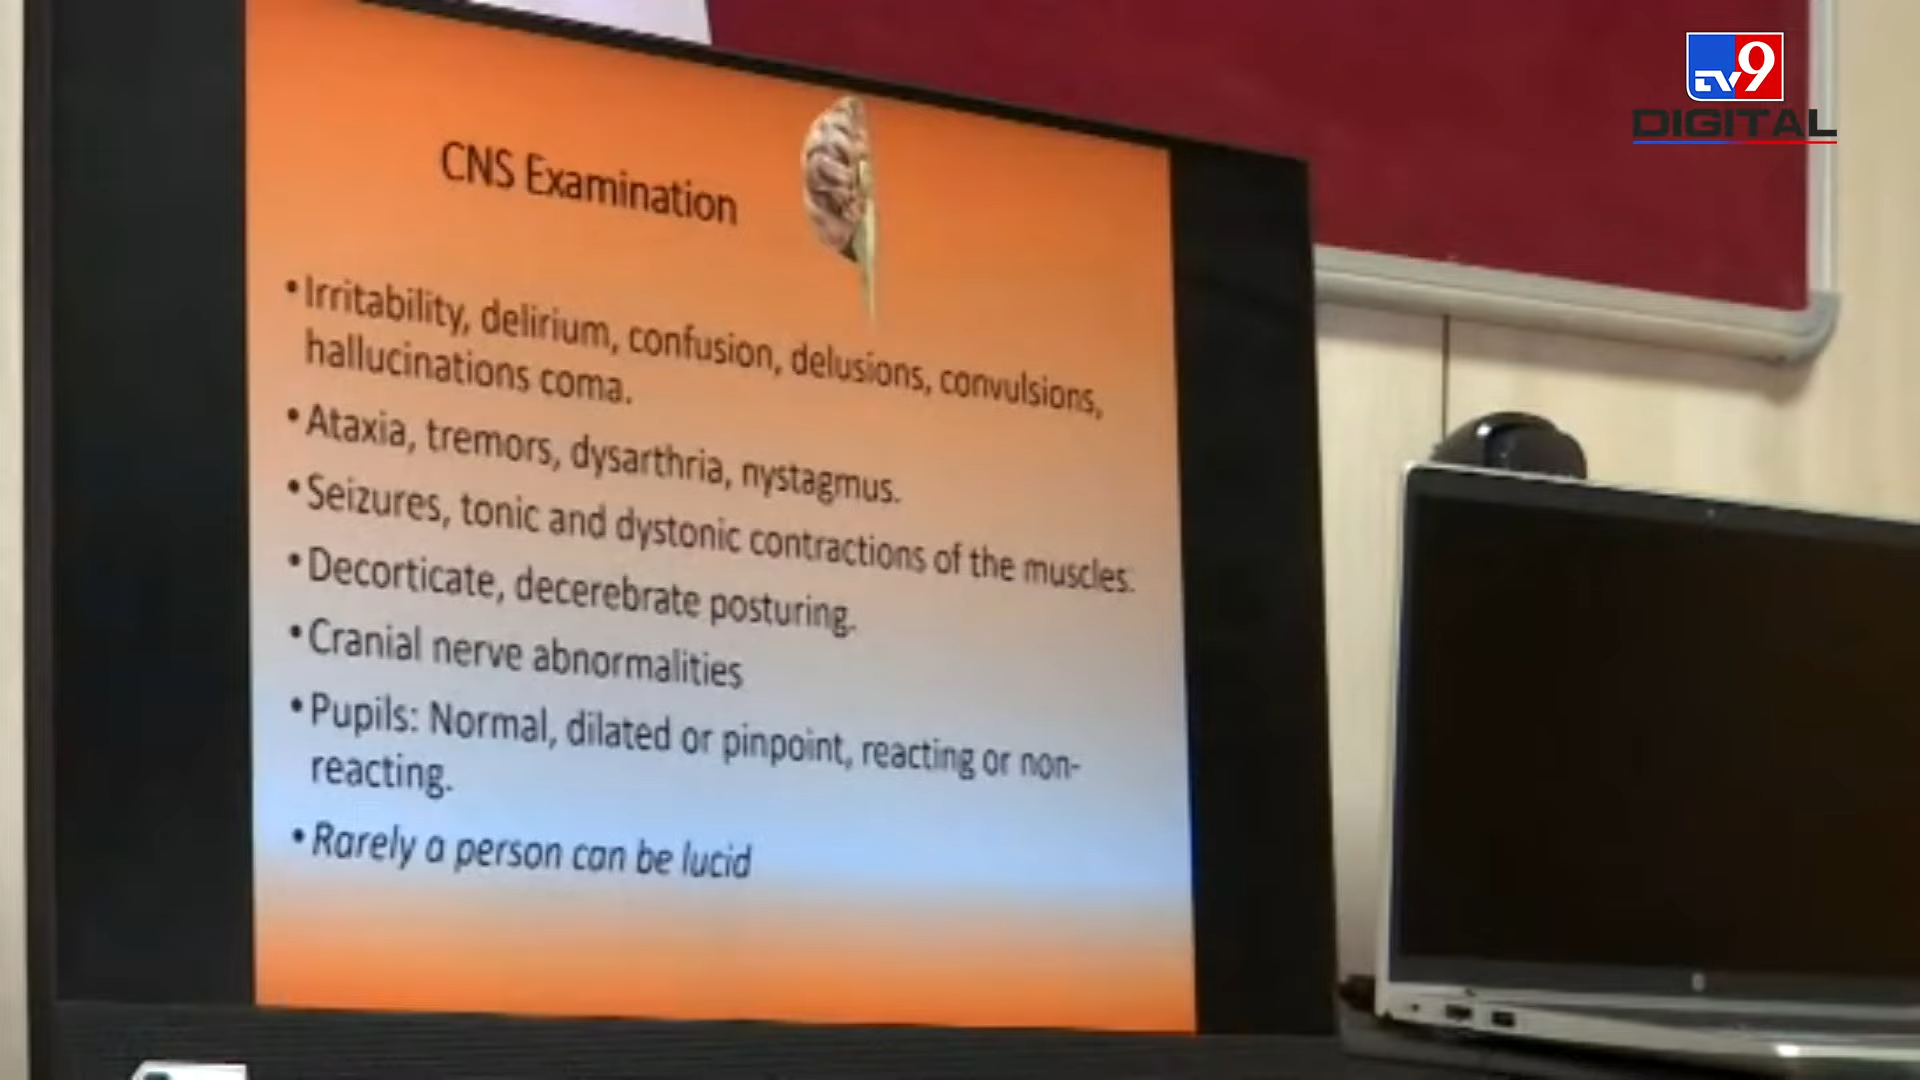 TV9
DIGITAL
CNS Examination
• Irritability, delirium, confusion, delusions, convulsions,
hallucinations coma.
• Ataxia, tremors, dysarthria, nystagmus.
• Seizures, tonic and dystonic contractions of the muscles.
• Decorticate, decerebrate posturing.
• Cranial nerve abnormalities
• Pupils: Normal, dilated or pinpoint, reacting or non-
reacting.
• Rarely a person can be lucid